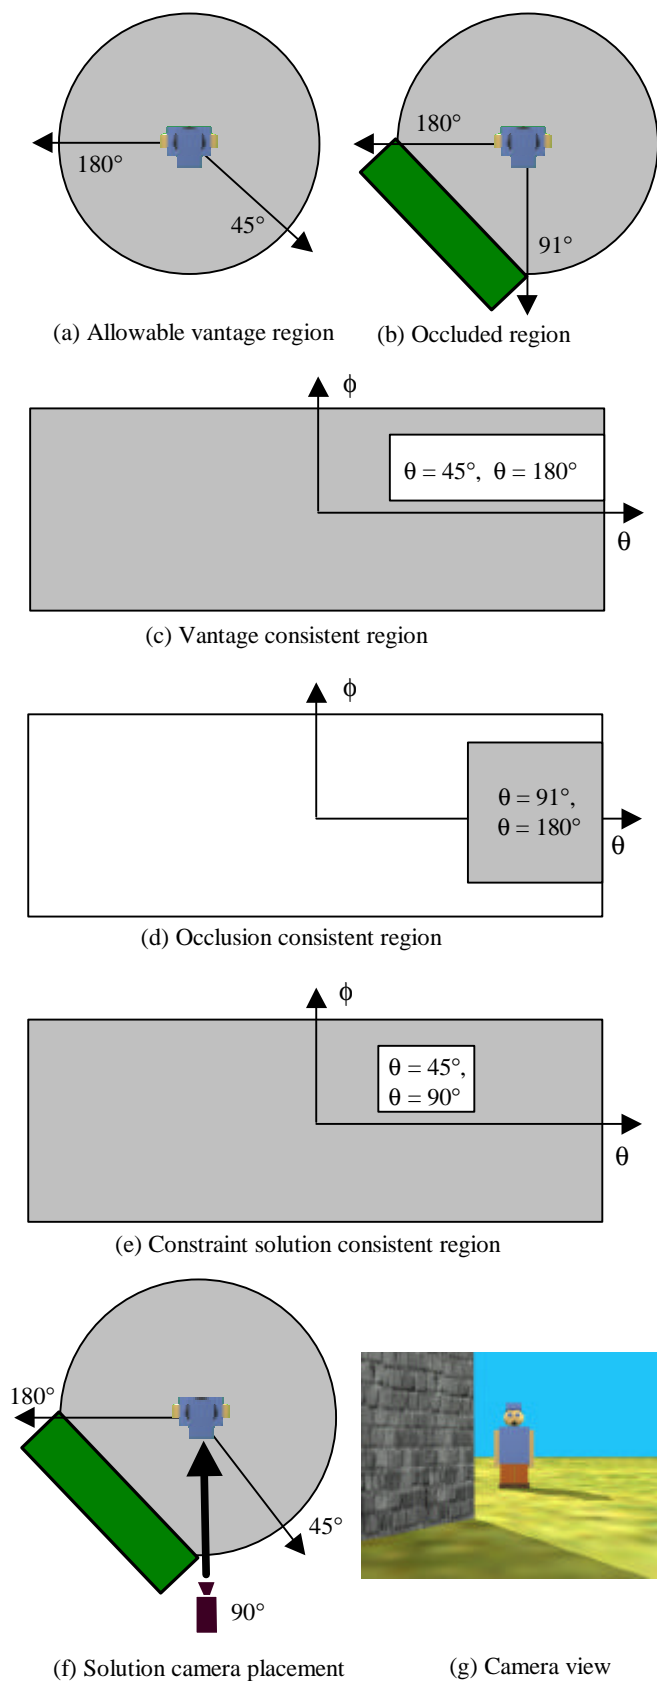 180°
45°
180°
91°
(a) Allowable vantage region
(b) Occluded region
ϕ
θ = 45°, θ = 180°
θ
(c) Vantage consistent region
ϕ
θ = 91°,
θ = 180°
θ
(d) Occlusion consistent region
ϕ
θ = 45°,
θ = 90°
θ
(e) Constraint solution consistent region
180°
45°
90°
(f) Solution camera placement
(g) Camera view